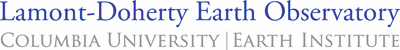 Lamont-Doherty Earth Observatory
COLUMBIA UNIVERSITY | EARTH INSTITUTE